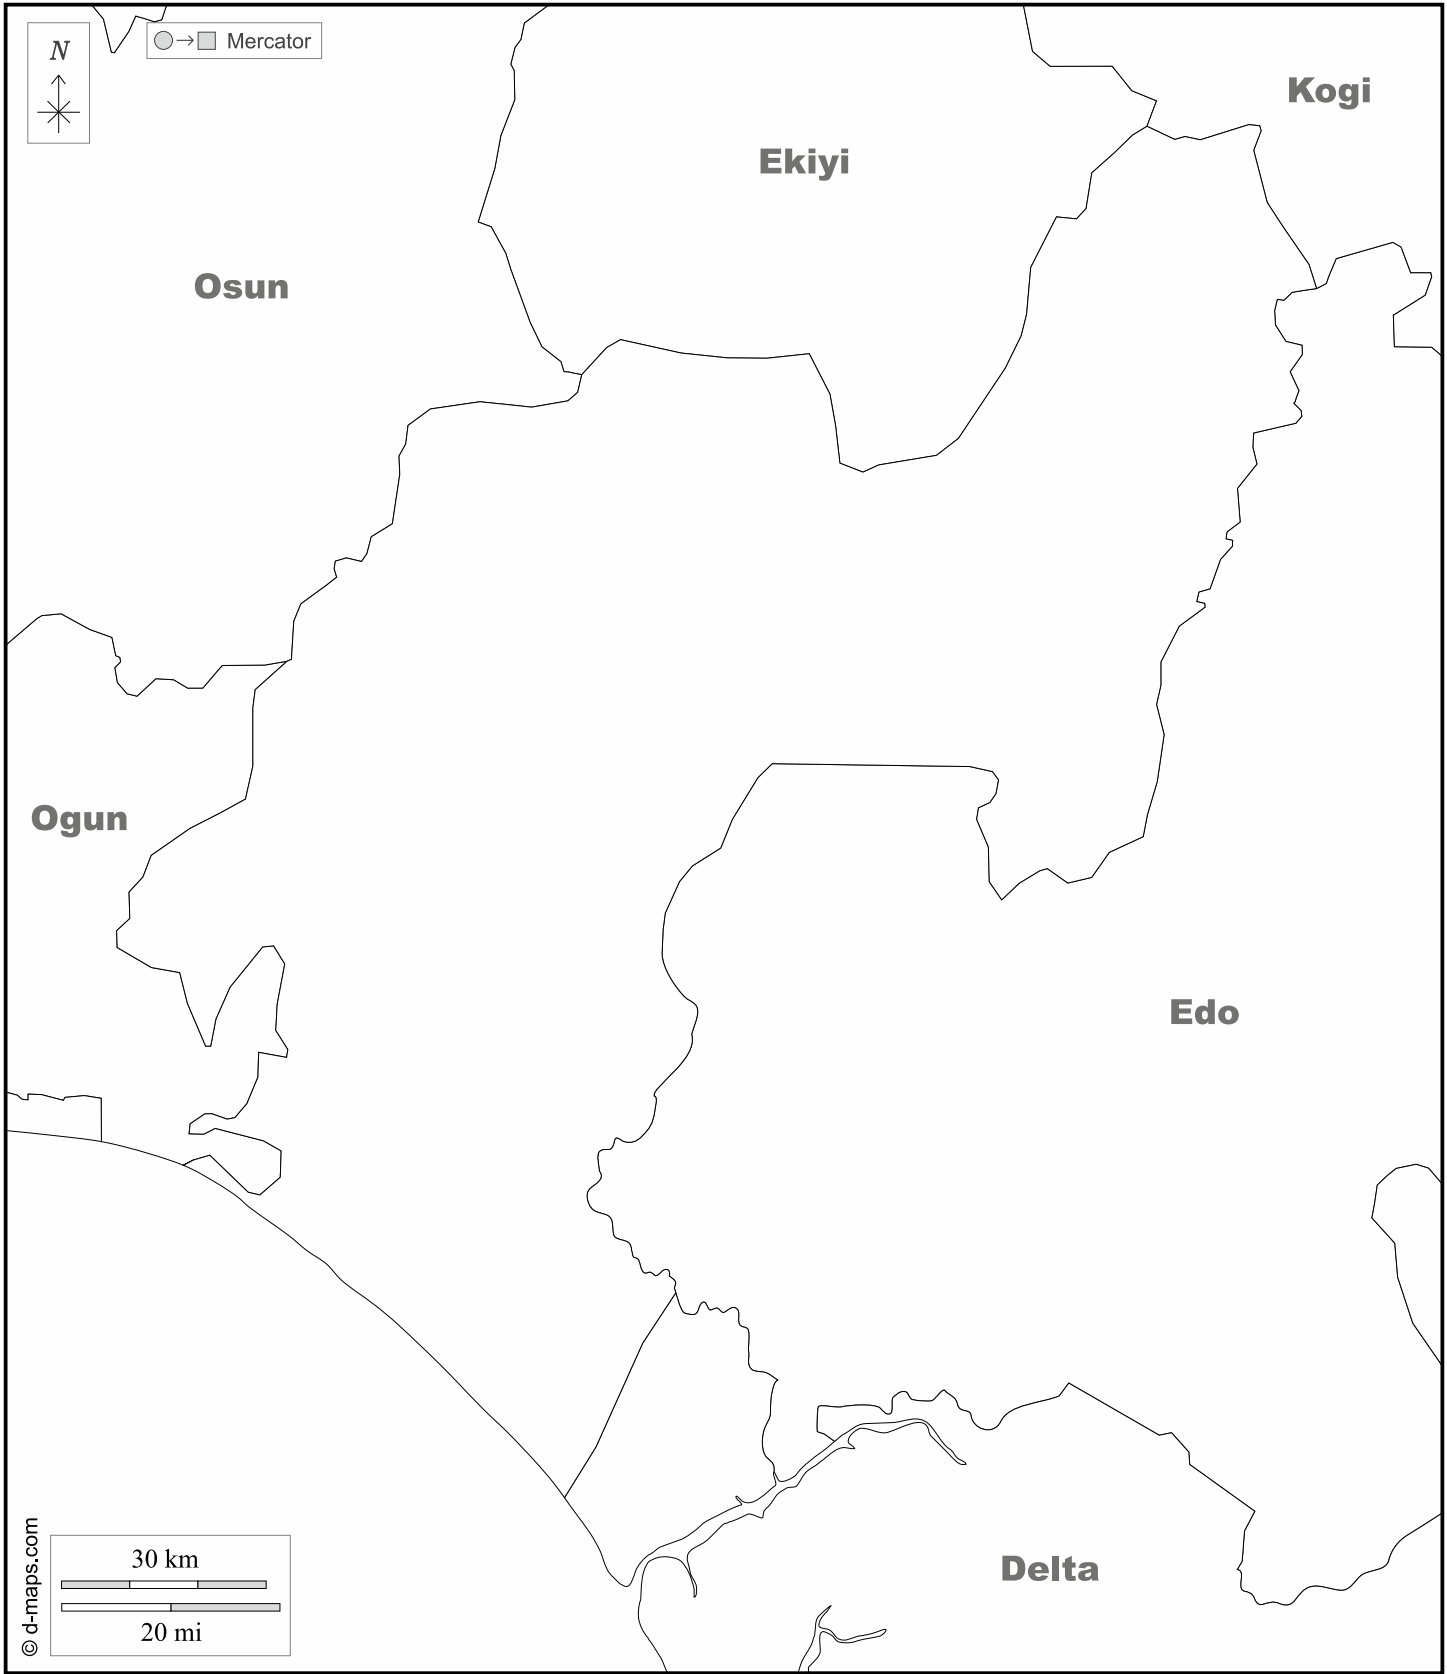 N
Mercator
Kogi
Ekiyi
Osun
Ogun
Edo
Delta
30 km
20 mi
© d-maps.com